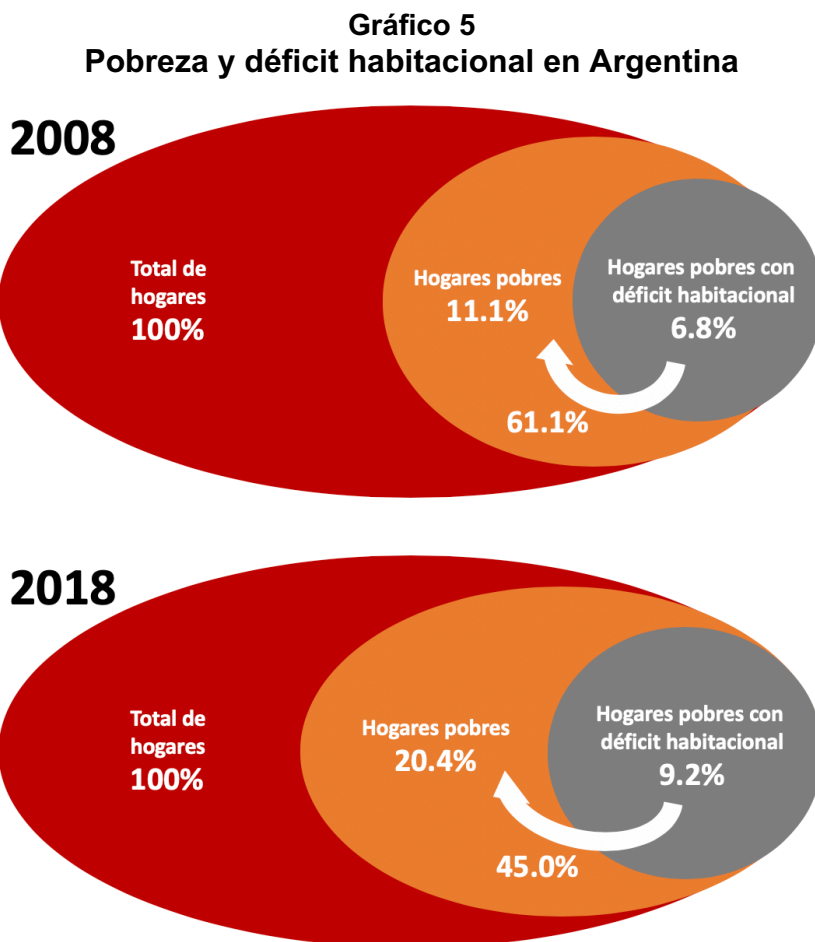 Gráfico 5
Pobreza y déficit habitacional en Argentina
2008
Total de
hogares
100%
Hogares pobres
11.1%
Hogares pobres con
déficit habitacional
6.8%
61.1%
2018
Total de
hogares
100%
Hogares pobres
20.4%
Hogares pobres con
déficit habitacional
9.2%
45.0%